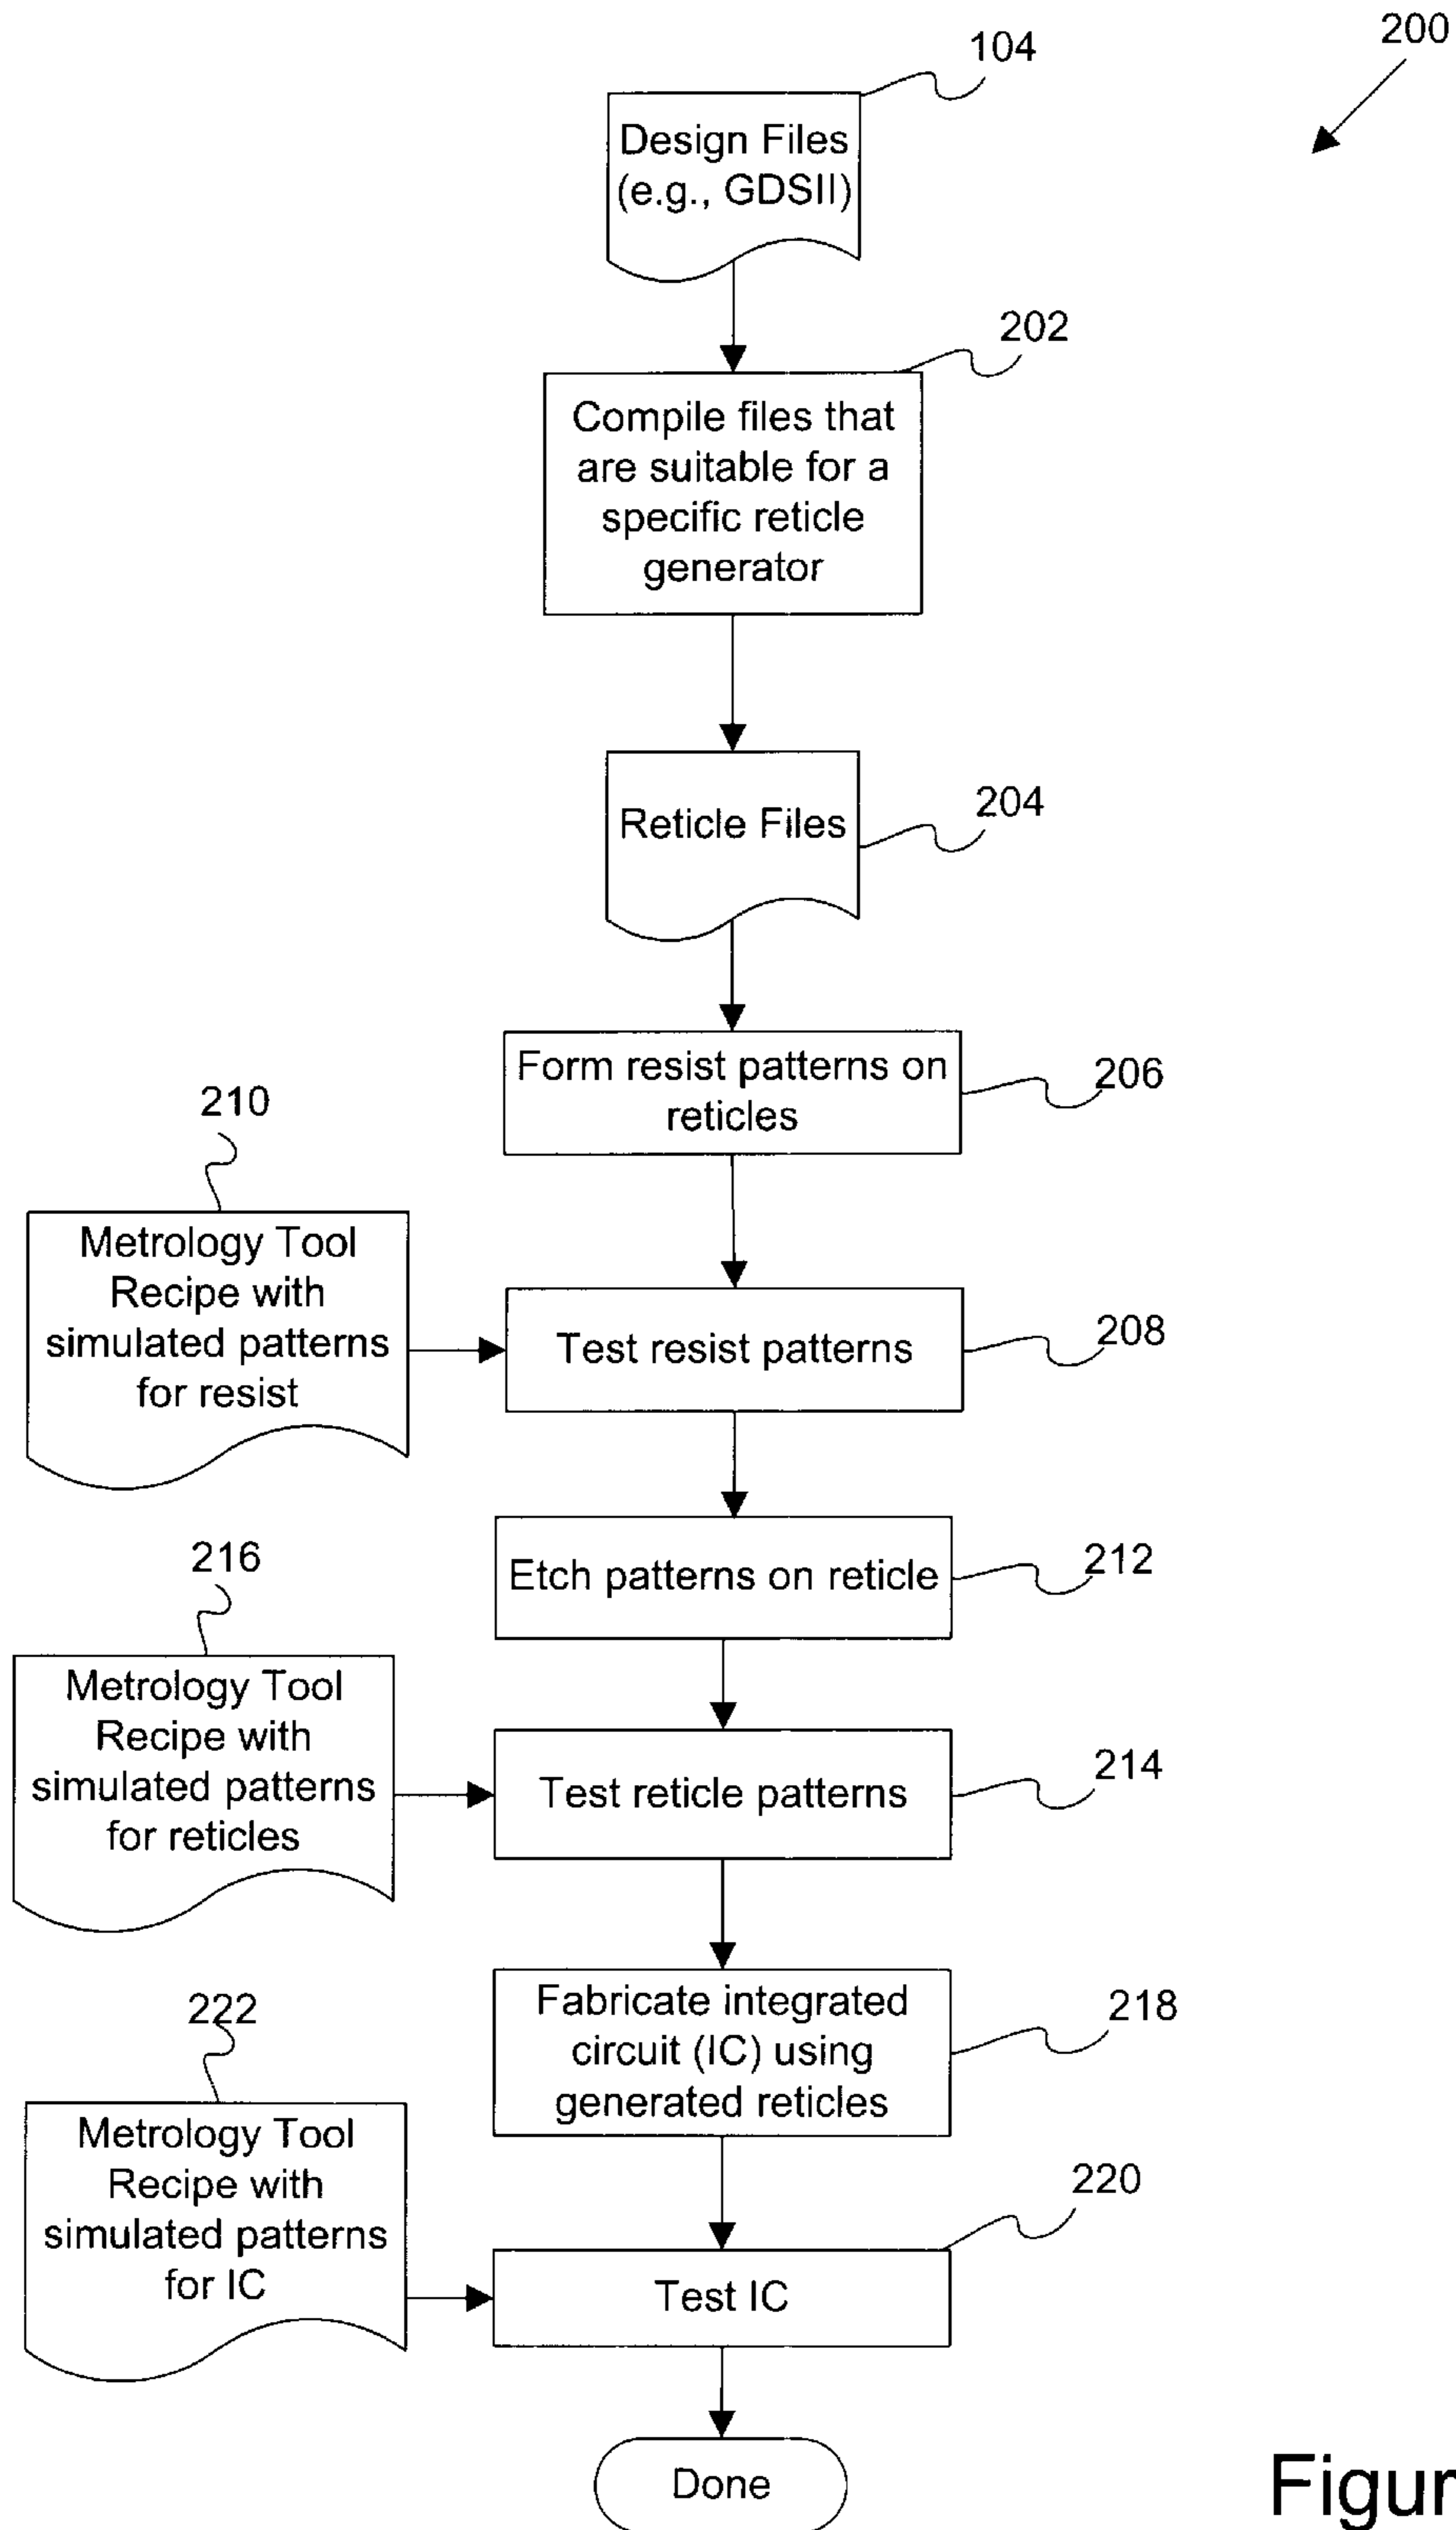 200
104
Design Files
(e.g., GDSII)
202
Compile files that
are suitable for a
specific reticle
generator
Reticle Files
204
Form resist patterns on
reticles
206
210
Metrology Tool
Recipe with
simulated patterns
for resist
Test resist patterns
208
Etch patterns on reticle
212
216
Metrology Tool
Recipe with
simulated patterns
for reticles
Test reticle patterns
214
Fabricate integrated
circuit (IC) using
generated reticles
218
222
Metrology Tool
Recipe with
simulated patterns
for IC
220
Test IC
Done
Figur